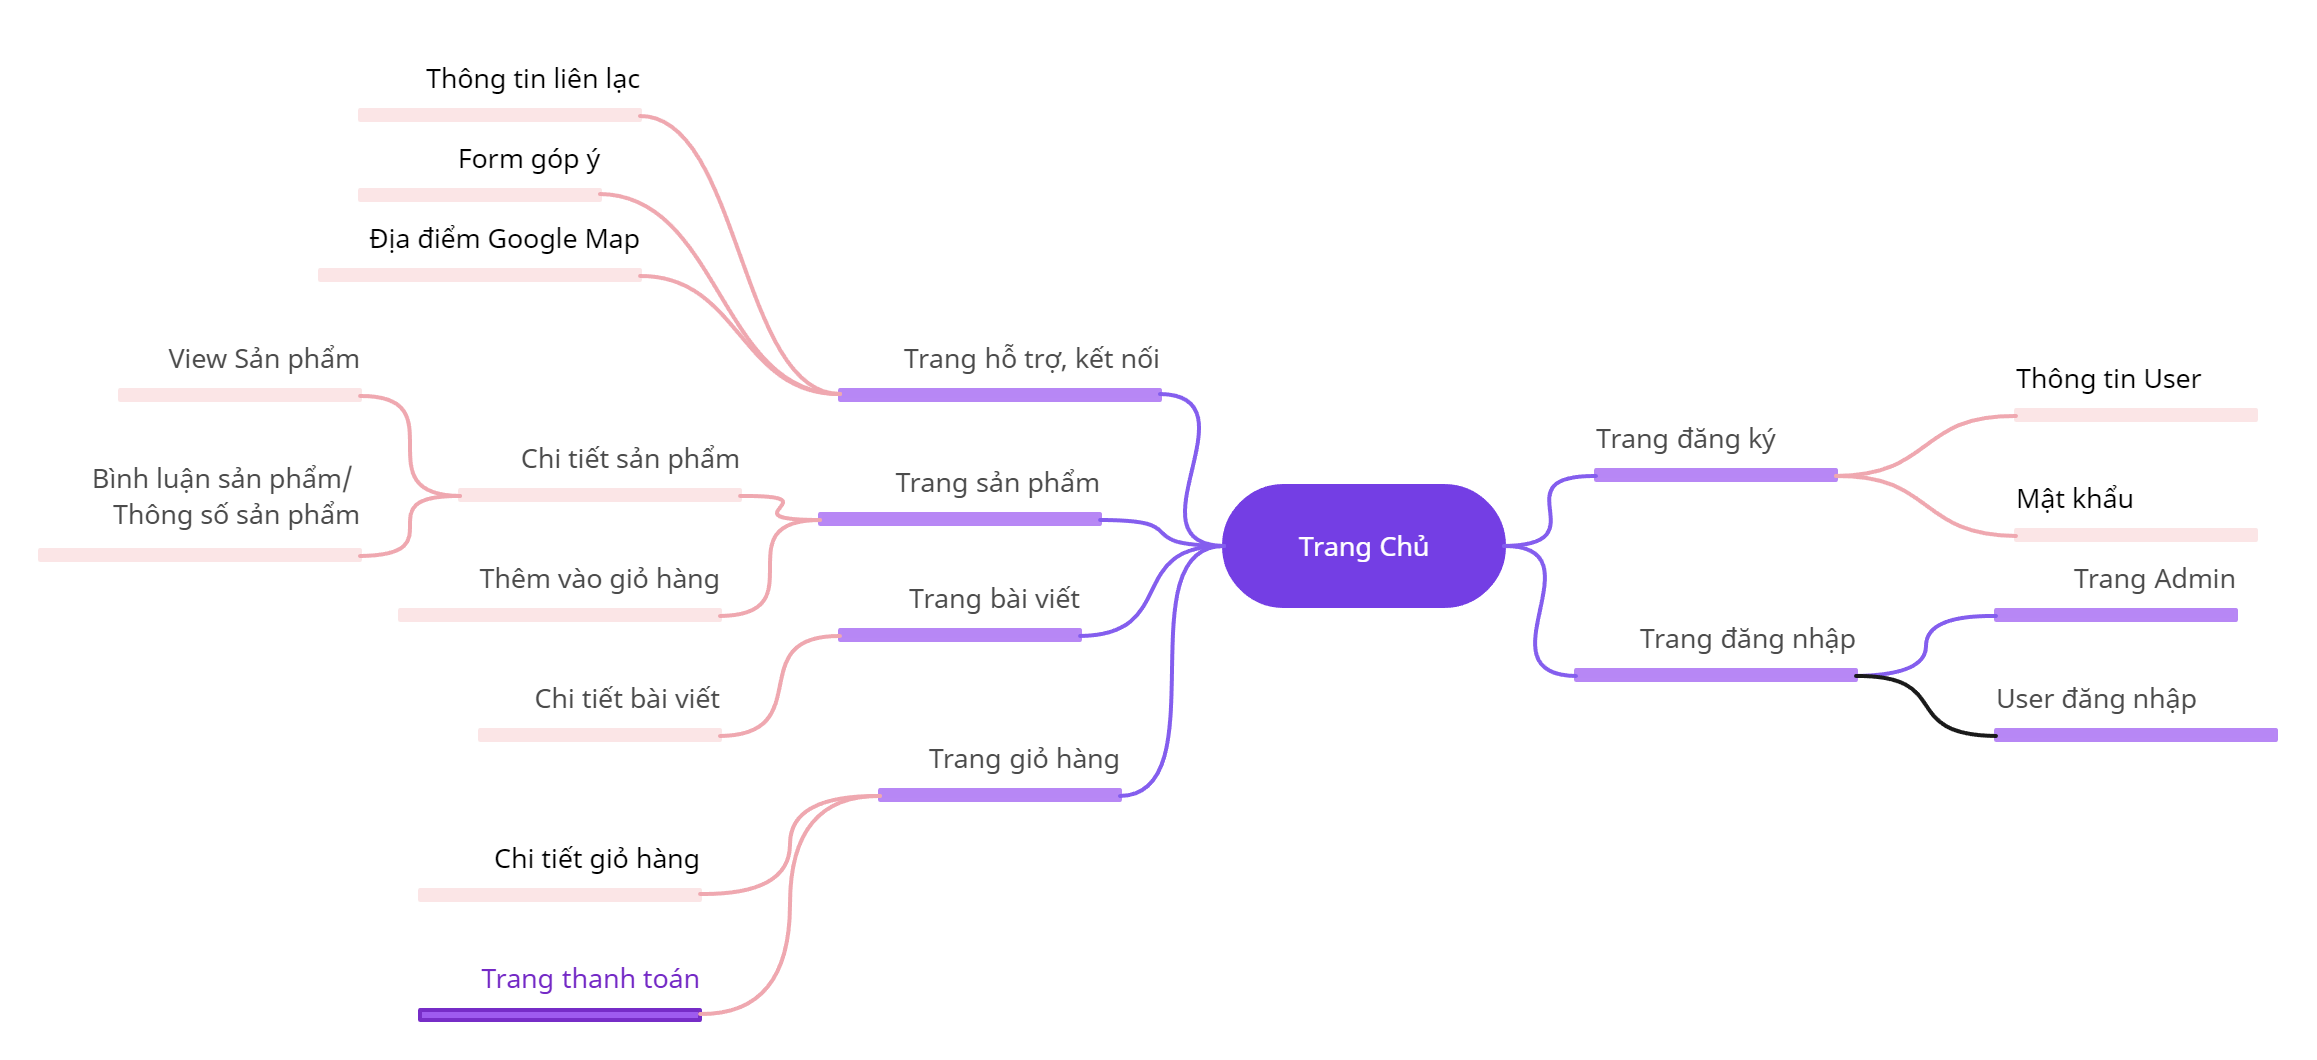 Thông tin liên lạc
Form góp ý
Địa điểm Google Map
View Sản phẩm
Bình luận sản phẩm/
Thông số sản phẩm
Chi tiết sản phẩm
Thêm vào giỏ hàng
Chi tiết bài viết
Chi tiết giỏ hàng
Trang thanh toán
Trang hỗ trợ, kết nối
Trang sản phẩm
Trang bài viết
Trang giỏ hàng
Trang Chủ
Trang đăng ký
Thông tin User
Mật khẩu
Trang đăng nhập
Trang Admin
User đăng nhập